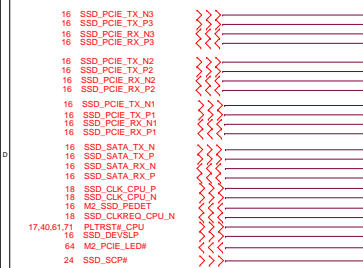 16 SSD_PCIE_TX_N3
16 SSD_PCIE_TX_P3
16 SSD_PCIE_RX_N3
16 SSD_PCIE_RX_P3
16 SSD_PCIE_TX_N2
16 SSD_PCIE_TX_P2
16 SSD_PCIE_RX_N2
16 SSD_PCIE_RX_P2
16 SSD_PCIE_TX_N1
16 SSD_PCIE_TX_P1
16 SSD_PCIE_RX_N1
16 SSD_PCIE_RX_P1
16 SSD_SATA_TX_N
16 SSD_SATA_TX_P
D
16 SSD_SATA_RX_N
16 SSD_SATA_RX_P
18 SSD_CLK_CPU_P
18 SSD_CLK_CPU_N
16 M2_SSD_PEDET
18 SSD_CLKREQ_CPU_N
17,40,61,71 PLTRST#_CPU
16 SSD_DEVSLP
64 M2_PCIE_LED#
24 SSD_SCP#